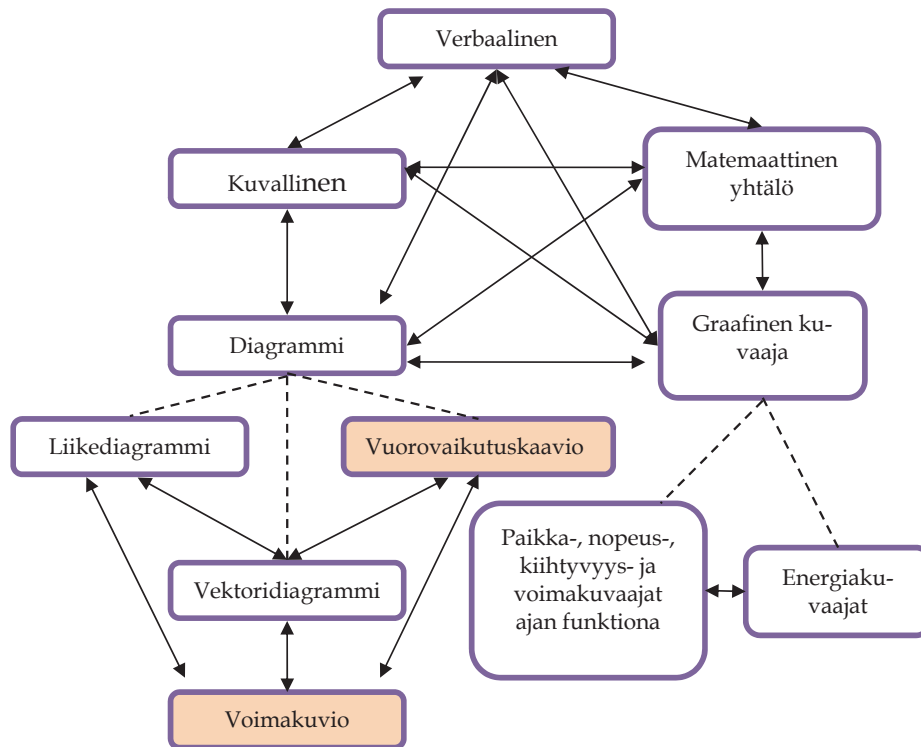 Verbaalinen
Kuvallinen
Matemaattinen
yhtälö
Diagrammi
Graafinen ku-
vaaja
Liikediagrammi
Vuorovaikutuskaavio
Paikka-, nopeus-,
kiihtyvyys- ja
voimakuvaajat
ajan funktiona
Energiaku-
vaajat
Vektoridiagrammi
Voimakuvio